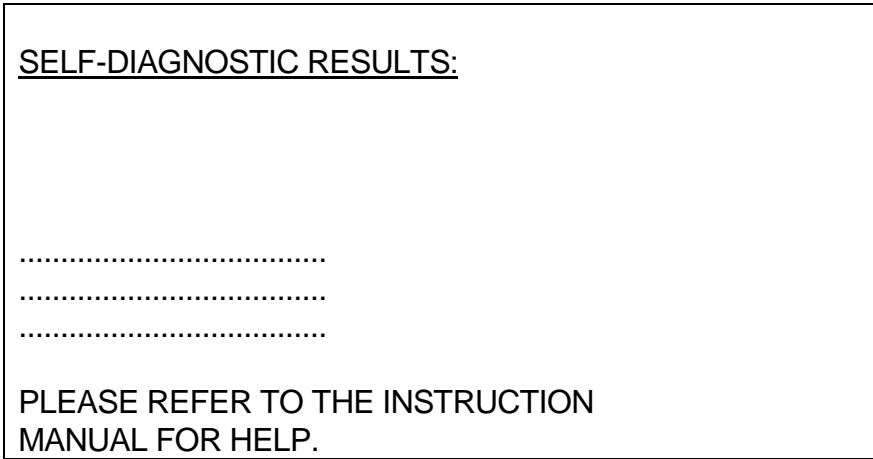 SELF-DIAGNOSTIC RESULTS:
.....................................
.....................................
.....................................
PLEASE REFER TO THE INSTRUCTION
MANUAL FOR HELP.